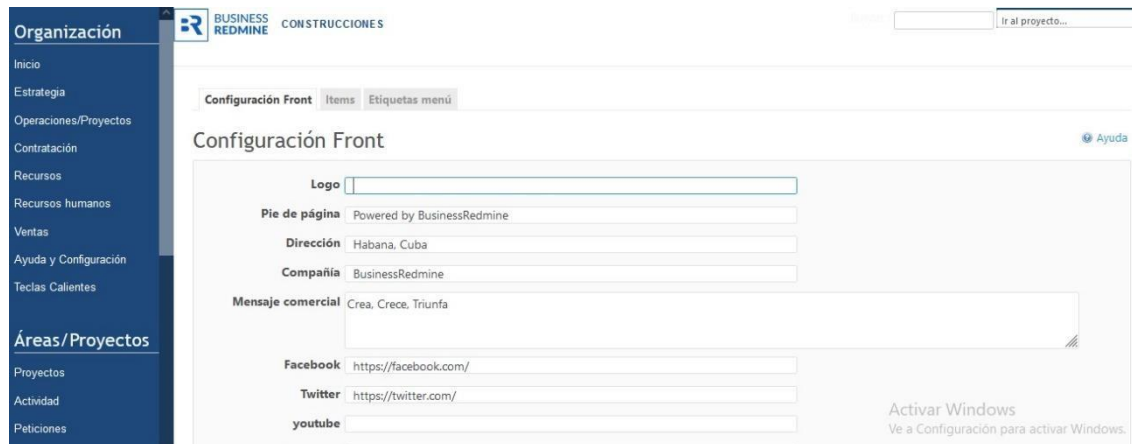 BUSINESS
REDMINE
CONSTRUCCIONES
Ir al proyecto...
Organización
Inicio
Estrategia
Operaciones/Proyectos
Contratación
Recursos
Recursos humanos
Ventas
Ayuda y Configuración
Teclas Calientes
Áreas/Proyectos
Proyectos
Actividad
Peticiones
Configuración Front Items Etiquetas menú
Configuración Front
Ayuda
Logo
Pie de página Powered by BusinessRedmine
Dirección Habana, Cuba
Compañía BusinessRedmine
Mensaje comercial Crea, Crece, Triunfa
Facebook https://facebook.com/
Twitter https://twitter.com/
youtube
Activar Windows
Ve a Configuración para activar Windows.